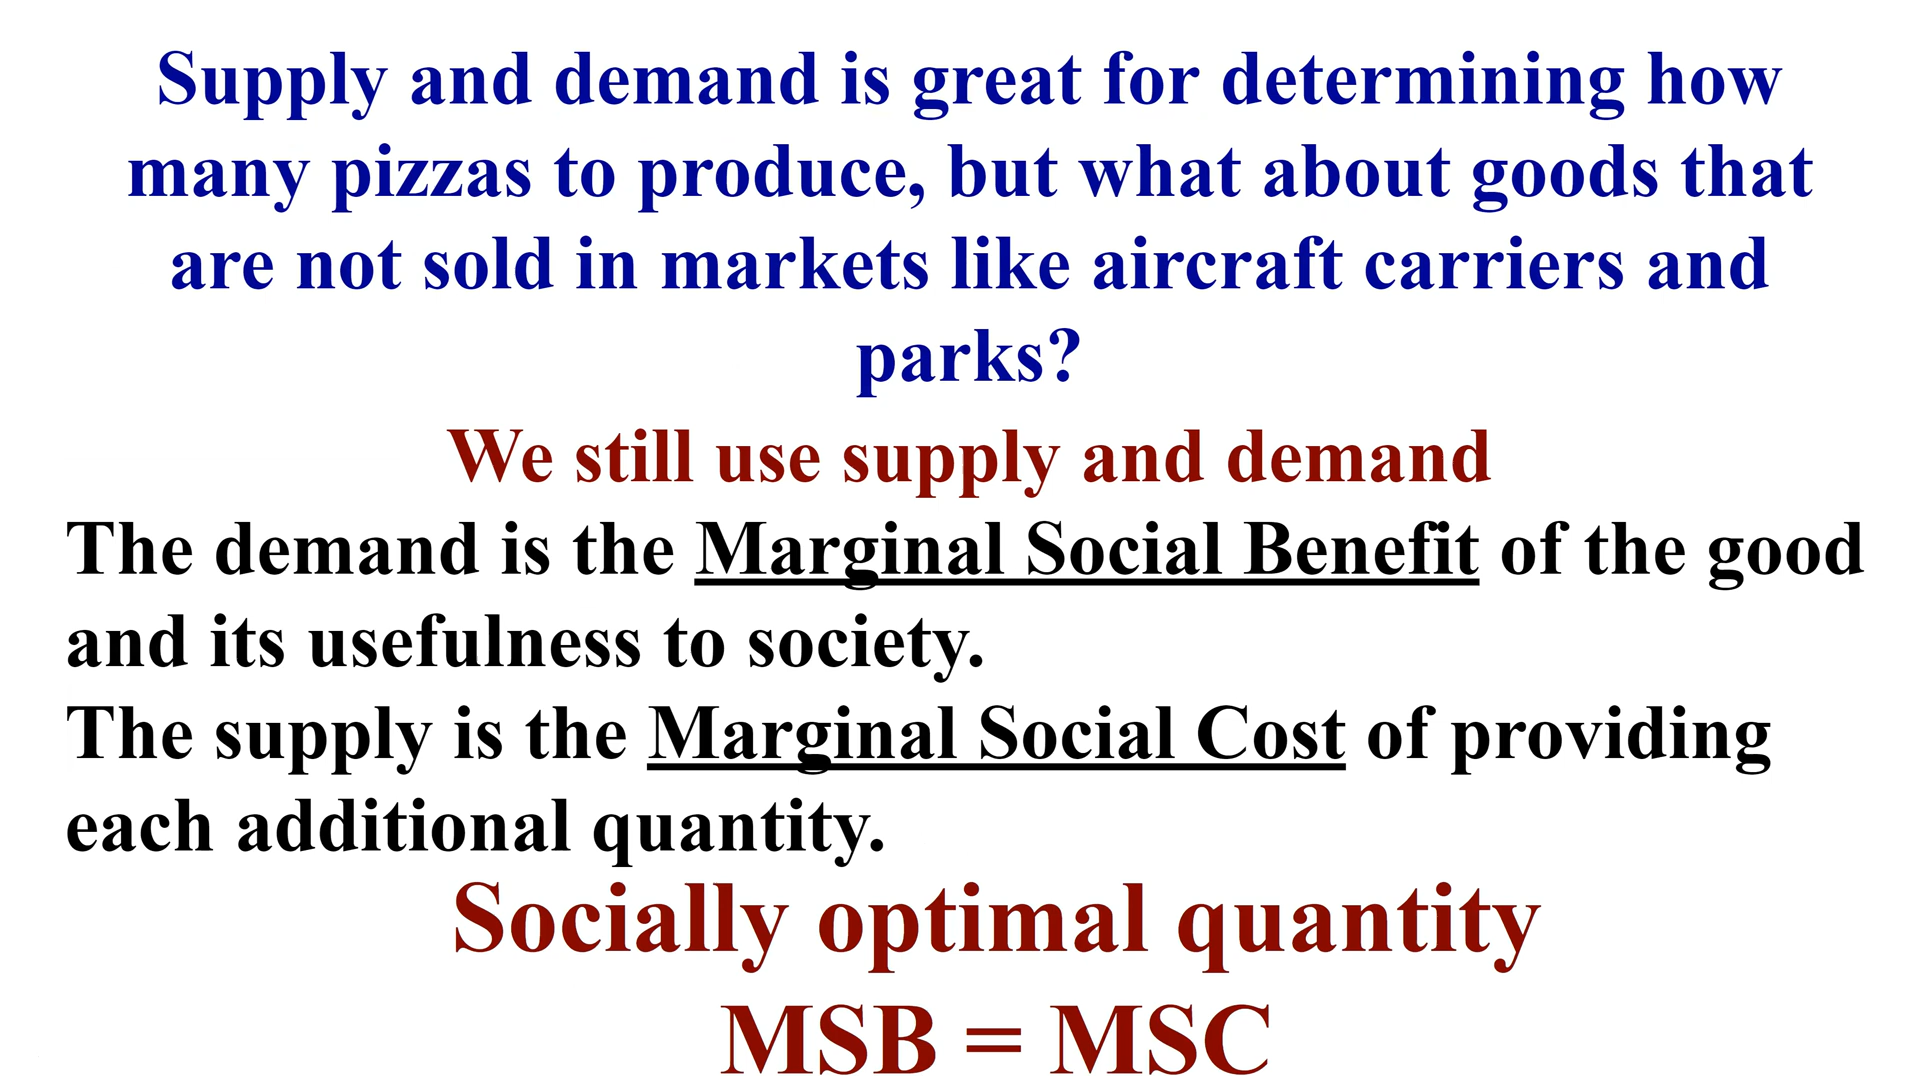 Supply and demand is great for determining how
many pizzas to produce, but what about goods that
are not sold in markets like aircraft carriers and
parks?
We still use supply and demand
The demand is the Marginal Social Benefit of the good
and its usefulness to society.
The supply is the Marginal Social Cost of providing
each additional quantity.
Socially optimal quantity
MSB = MSC